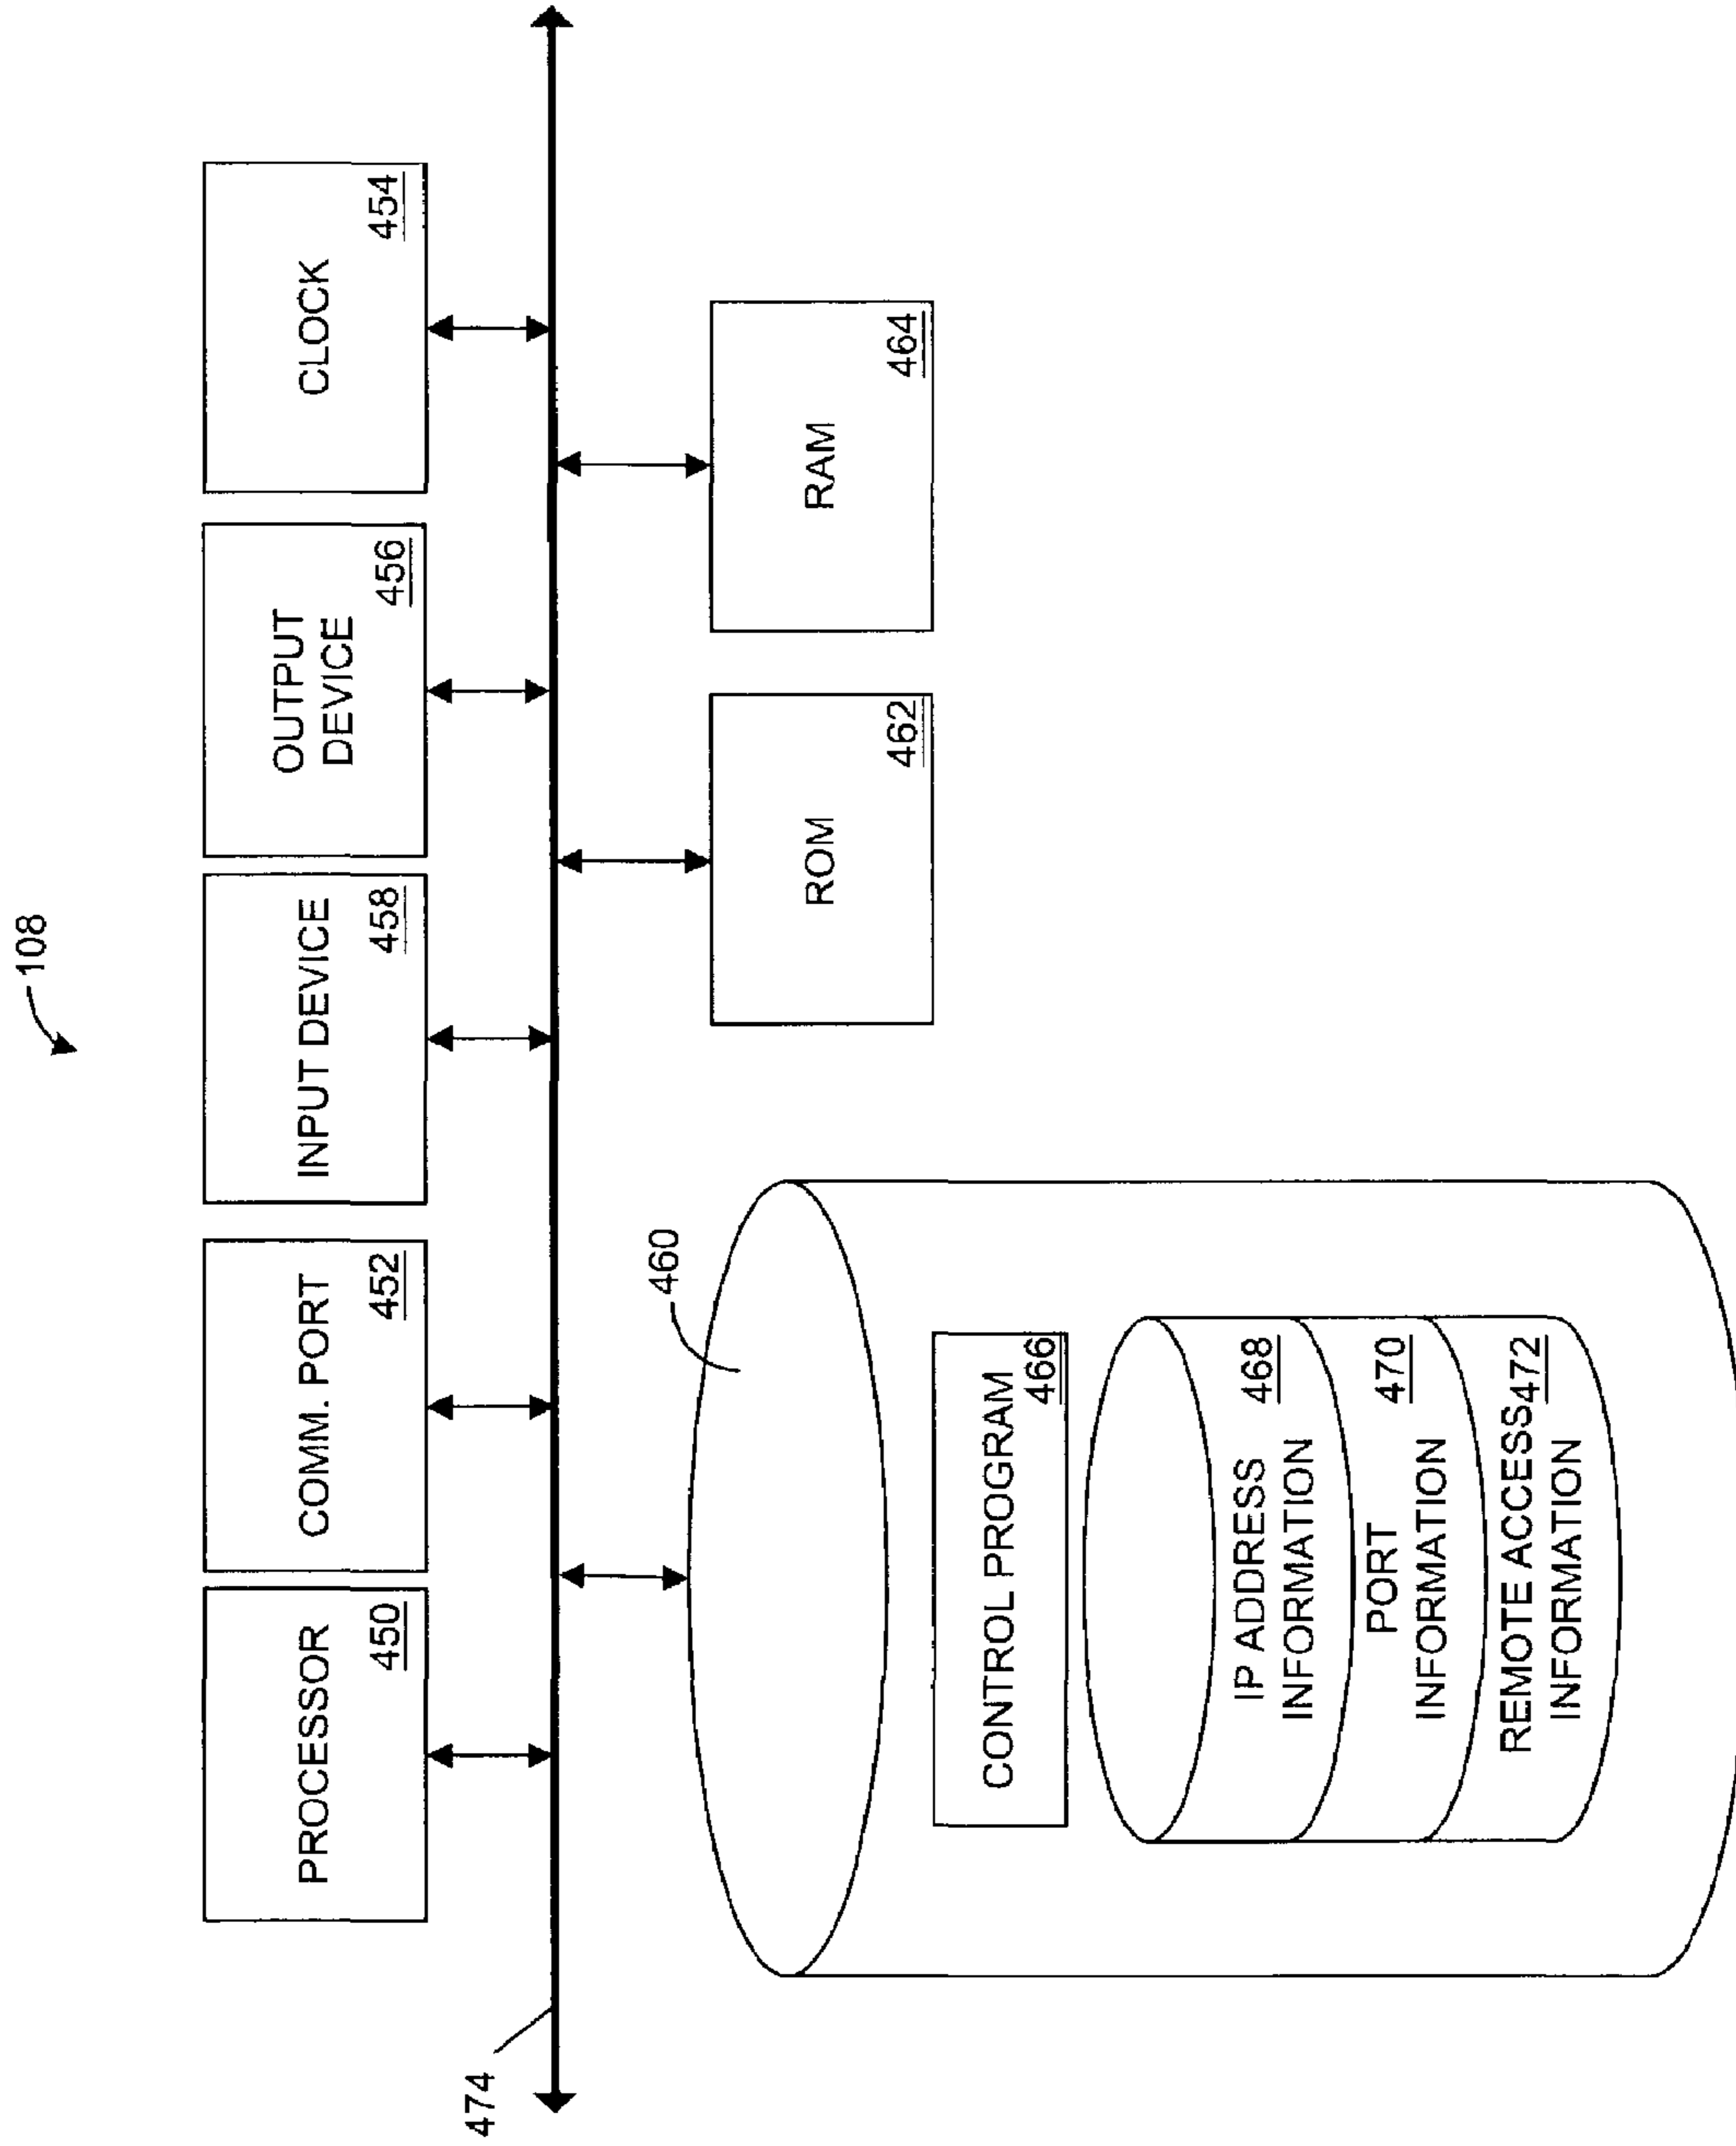 108
PROCESSOR
450
COMM. PORT
452
INPUT DEVICE
458
OUTPUT
DEVICE
456
CLOCK
454
474
460
ROM
462
RAM
464
CONTROL PROGRAM
466
IP ADDRESS
INFORMATION
468
PORT
INFORMATION
470
REMOTE ACCESS
INFORMATION
472